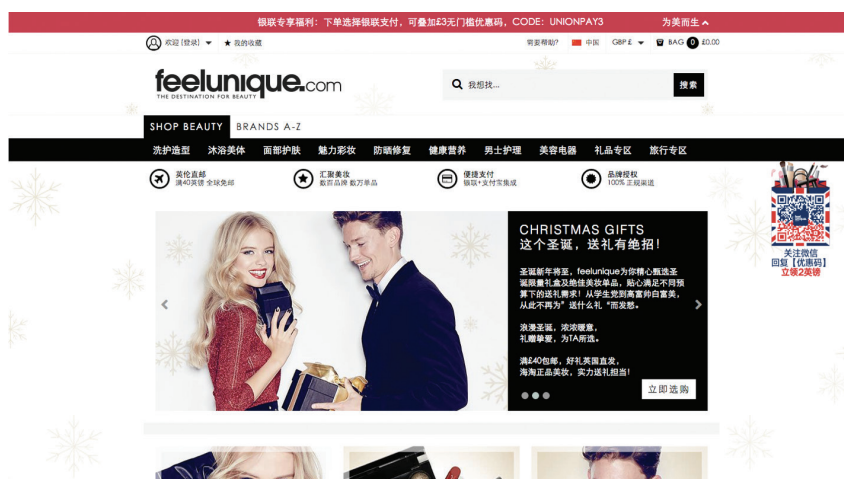 银联专享福利：下单选择银联支付，可叠加£3无门槛优惠码，CODE：UNIONPAY3
为美而生
欢迎 (登录)
★ 我的收藏
需要帮助?
中国
GBP £
BAG 0 £0.00
feelunique.com
THE DESTINATION FOR BEAUTY
我想找...
搜索
SHOP BEAUTY
BRANDS A-Z
洗护造型 沐浴美体 面部护肤 魅力彩妆 防晒修复 健康营养 男士护理 美容电器 礼品专区 旅行专区
英伦直邮
满40英镑 全球免邮
汇聚美妆
数百品牌 数万单品
便捷支付
银联+支付宝集成
品牌授权
100% 正规渠道
CHRISTMAS GIFTS
这个圣诞，送礼有绝招！
圣诞新年将至，feelunique为你精心甄选圣
诞限量礼盒及绝佳美妆单品，贴心满足不同预
算下的送礼需求！从学生党到高富帅白富美，
从此不再为”送什么礼“而发愁。
浪漫圣诞，浓浓暖意，
礼赠挚爱，为TA所选。
满£40包邮，好礼英国直发，
海淘正品美妆，实力送礼担当！
立即选购
关注微信
回复【优惠码】
立领2英镑